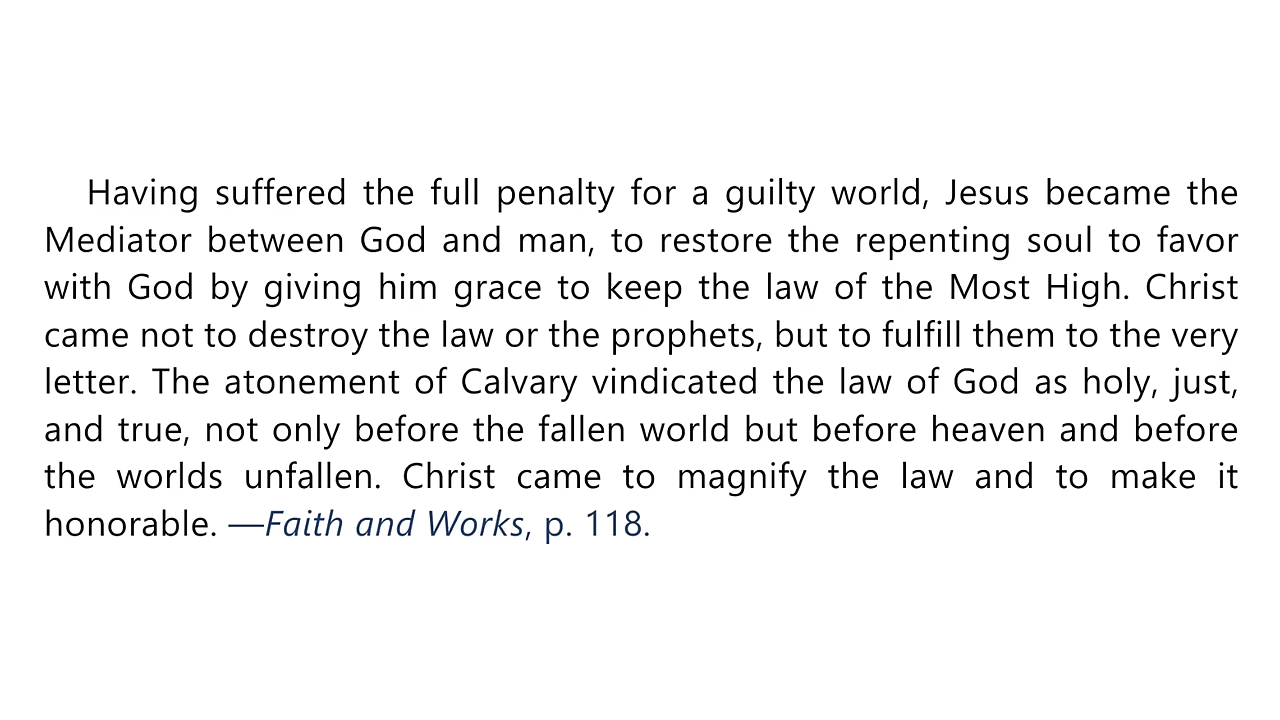 Having suffered the full penalty for a guilty world, Jesus became the
Mediator between God and man, to restore the repenting soul to favor
with God by giving him grace to keep the law of the Most High. Christ
came not to destroy the law or the prophets, but to fulfill them to the very
letter. The atonement of Calvary vindicated the law of God as holy, just,
and true, not only before the fallen world but before heaven and before
the worlds unfallen. Christ came to magnify the law and to make it
honorable. —Faith and Works, p. 118.